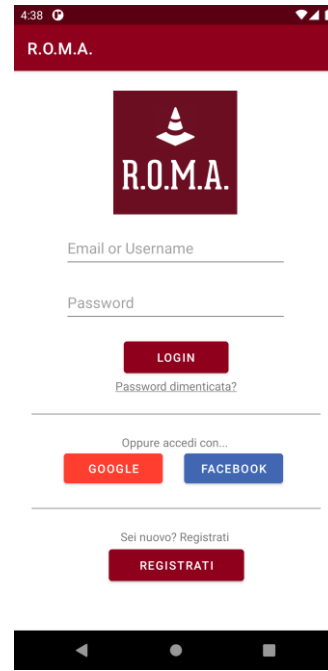 4:38
R.O.M.A.
R.O.M.A.
Email or Username
Password
LOGIN
Password dimenticata?
Oppure accedi con...
GOOGLE FACEBOOK
Sei nuovo? Registrati
REGISTRATI